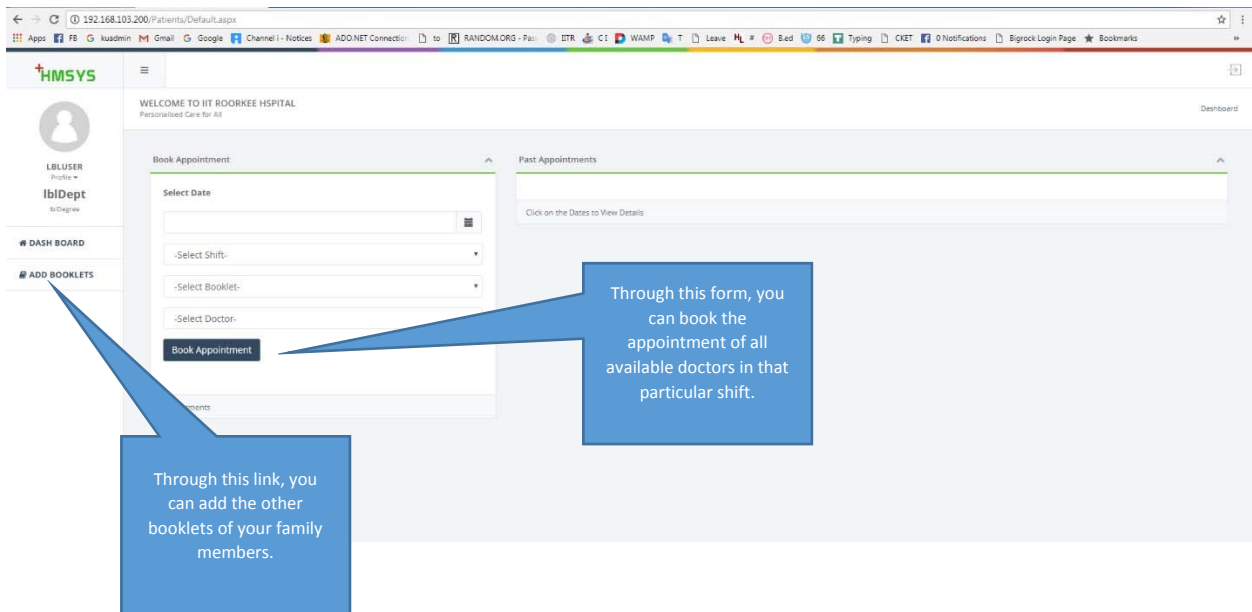 192.168.103.200/Patients/Default.aspx
Apps FB kuadmin Gmail Google Channel i - Notices ADO.NET Connection to RANDOM.ORG - Pas IITR C I WAMP T Leave # B.ed 66 Typing CKET 0 Notifications Bigrock Login Page Bookmarks »
HMSYS
WELCOME TO IIT ROORKEE HSPITAL
Personalised Care for All
Dashboard
LBLUSER
Profile
lblDept
lblDegree
DASH BOARD
ADD BOOKLETS
Book Appointment
Select Date
-Select Shift-
-Select Booklet-
-Select Doctor-
Book Appointment
Past Appointments
Click on the Dates to View Details
Through this form, you
can book the
appointment of all
available doctors in that
particular shift.
Through this link, you
can add the other
booklets of your family
members.